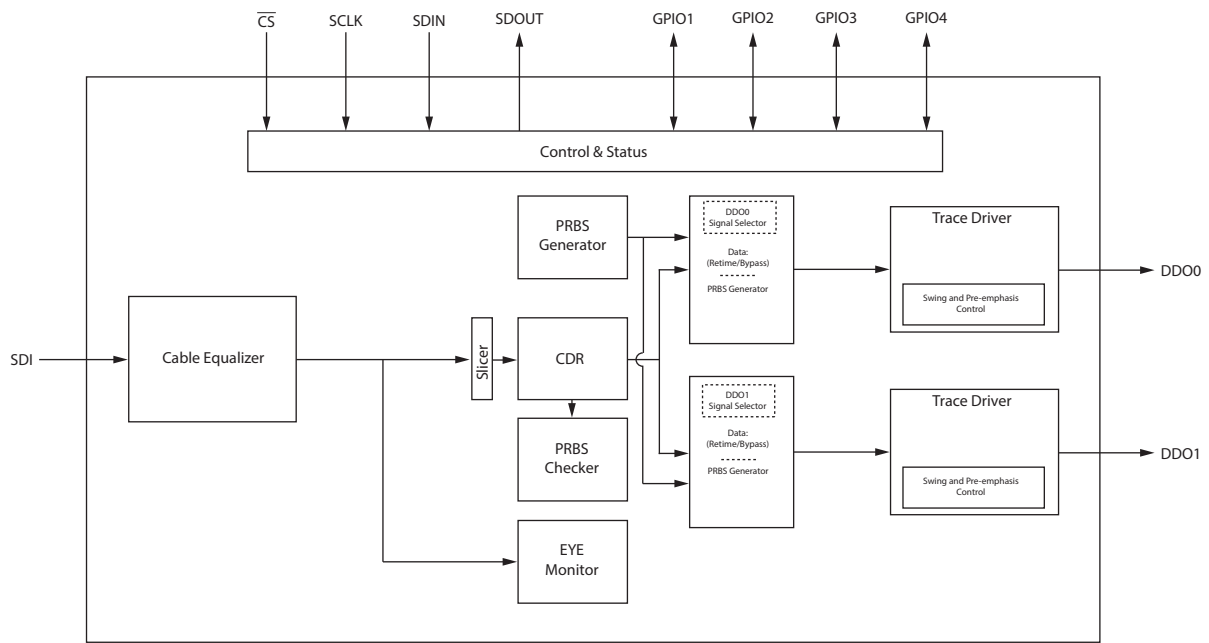 CS
SCLK
SDIN
SDOUT
GPIO1
GPIO2
GPIO3
GPIO4
Control & Status
PRBS
Generator
DDO0
Signal Selector
Data:
(Retime/Bypass)
PRBS Generator
Trace Driver
Swing and Pre-emphasis
Control
DDO0
SDI
Cable Equalizer
Slicer
CDR
PRBS
Checker
DDO1
Signal Selector
Data:
(Retime/Bypass)
PRBS Generator
Trace Driver
Swing and Pre-emphasis
Control
DDO1
EYE
Monitor